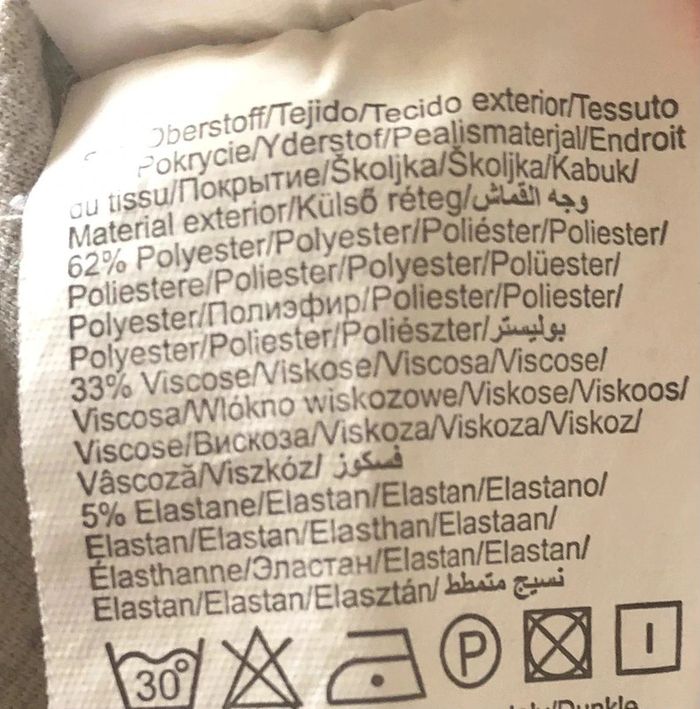 Oberstoff/Tejido/Tecido exterior/Tessuto
Pokrycie/Yderstof/Pealismaterjal/Endroit
du tissu/Покрытие/Školjka/Školjka/Kabuk/
Material exterior/Külső réteg/وجه القماش
62% Polyester/Polyester/Poliéster/Poliester/
Poliestere/Poliester/Polyester/Polüester/
Polyester/Полиэфир/Poliester/Poliester/
Polyester/Poliester/Poliészter/بوليستر
33% Viscose/Viskose/Viscosa/Viscose/
Viscosa/Wlókno wiskozowe/Viskose/Viskoos/
Viscose/Вискоза/Viskoza/Viskoza/Viskoz/
Vâscoză/Viszkóz/ فسكوز
5% Elastane/Elastan/Elastan/Elastano/
Elastan/Elastan/Elasthan/Elastaan/
Élasthanne/Эластан/Elastan/Elastan/
Elastan/Elastan/Elasztán/ نسيج متمطط
30° P I